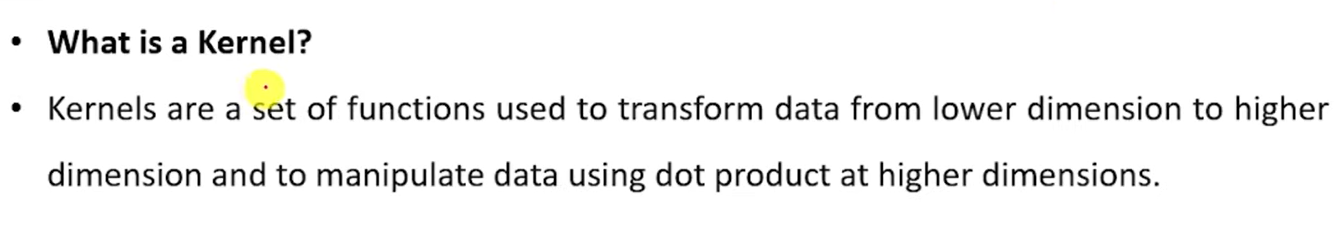 • What is a Kernel?
• Kernels are a set of functions used to transform data from lower dimension to higher
dimension and to manipulate data using dot product at higher dimensions.